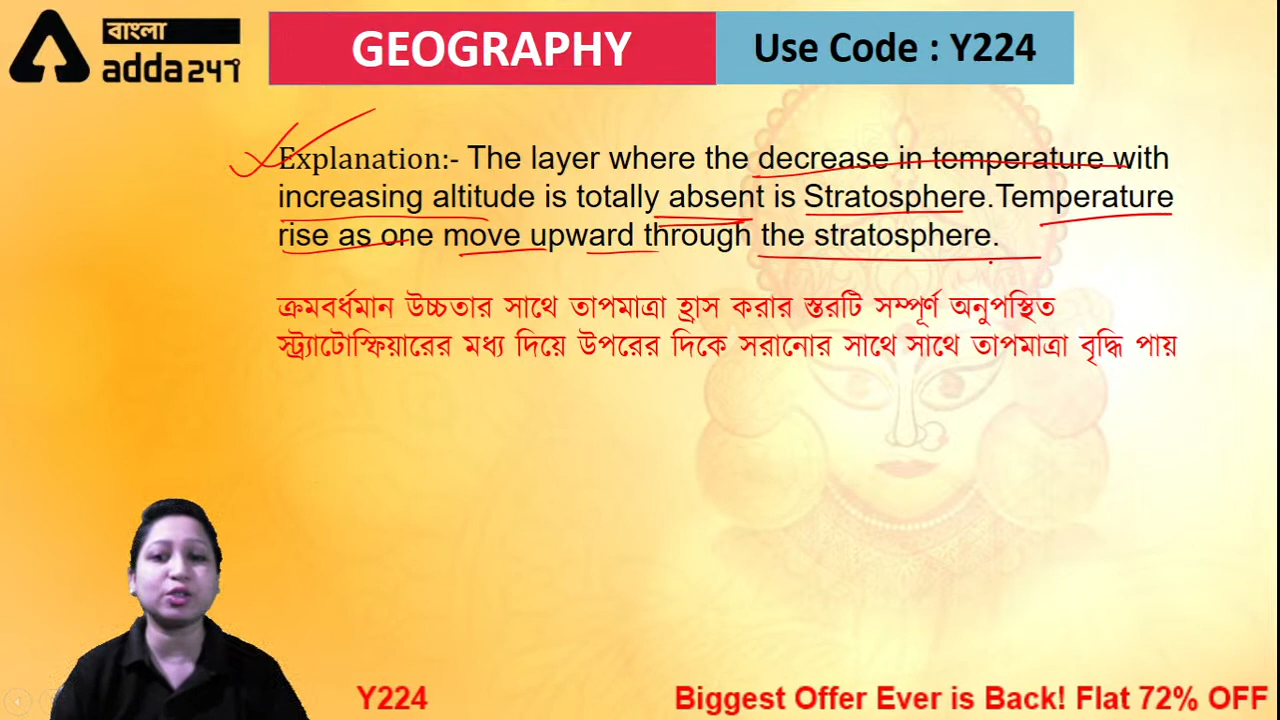 বাংলা
adda247
GEOGRAPHY
Use Code : Y224
Explanation:- The layer where the decrease in temperature with
increasing altitude is totally absent is Stratosphere.Temperature
rise as one move upward through the stratosphere.
ক্রমবর্ধমান উচ্চতার সাথে তাপমাত্রা হ্রাস করার স্তরটি সম্পূর্ণ অনুপস্থিত
স্ট্র্যাটোস্ফিয়ারের মধ্য দিয়ে উপরের দিকে সরানোর সাথে সাথে তাপমাত্রা বৃদ্ধি পায়
Y224
Biggest Offer Ever is Back! Flat 72% OFF